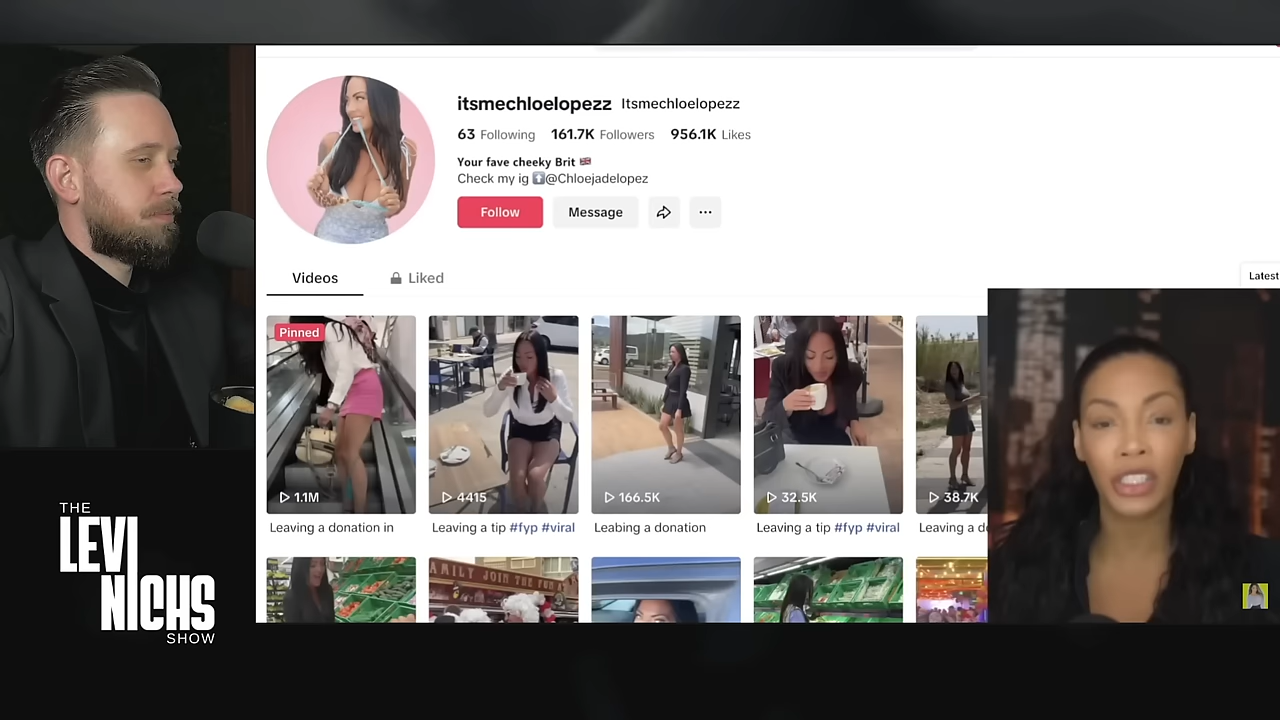 itsmechloelopezz Itsmechloelopezz
63 Following 161.7K Followers 956.1K Likes
Your fave cheeky Brit 🇬🇧
Check my ig ⬆️@Chloejadelopez
Follow Message ...
Videos Liked
Latest
Pinned
1.1M 4415 166.5K 32.5K 38.7K
Leaving a donation in Leaving a tip #fyp #viral Leabing a donation Leaving a tip #fyp #viral Leaving a d
FAMILY JOIN THE FUN
THE
LEVI
NICHS
SHOW